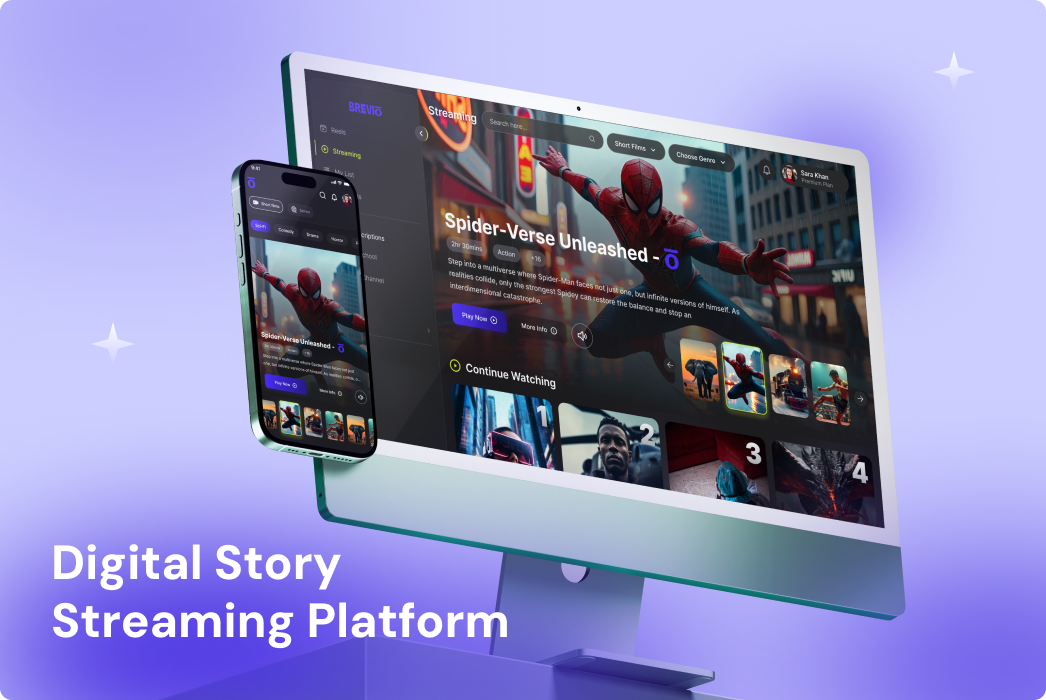 BREVIO
Reels
Streaming
My List
Streaming
Search here...
Short Films
Choose Genre
Sara Khan
Premium Plan
Spider-Verse Unleashed -
2hr 30mins
Action
+16
Step into a multiverse where Spider-Man faces not just one, but infinite versions of himself. As
realities collide, only the strongest Spidey can restore the balance and stop an
interdimensional catastrophe.
Play Now
More Info
Continue Watching
1
2
3
4
9:41
Sci-Fi
Comedy
Drama
Horror
Spider-Verse Unleashed -
Play Now
More Info
Digital Story
Streaming Platform